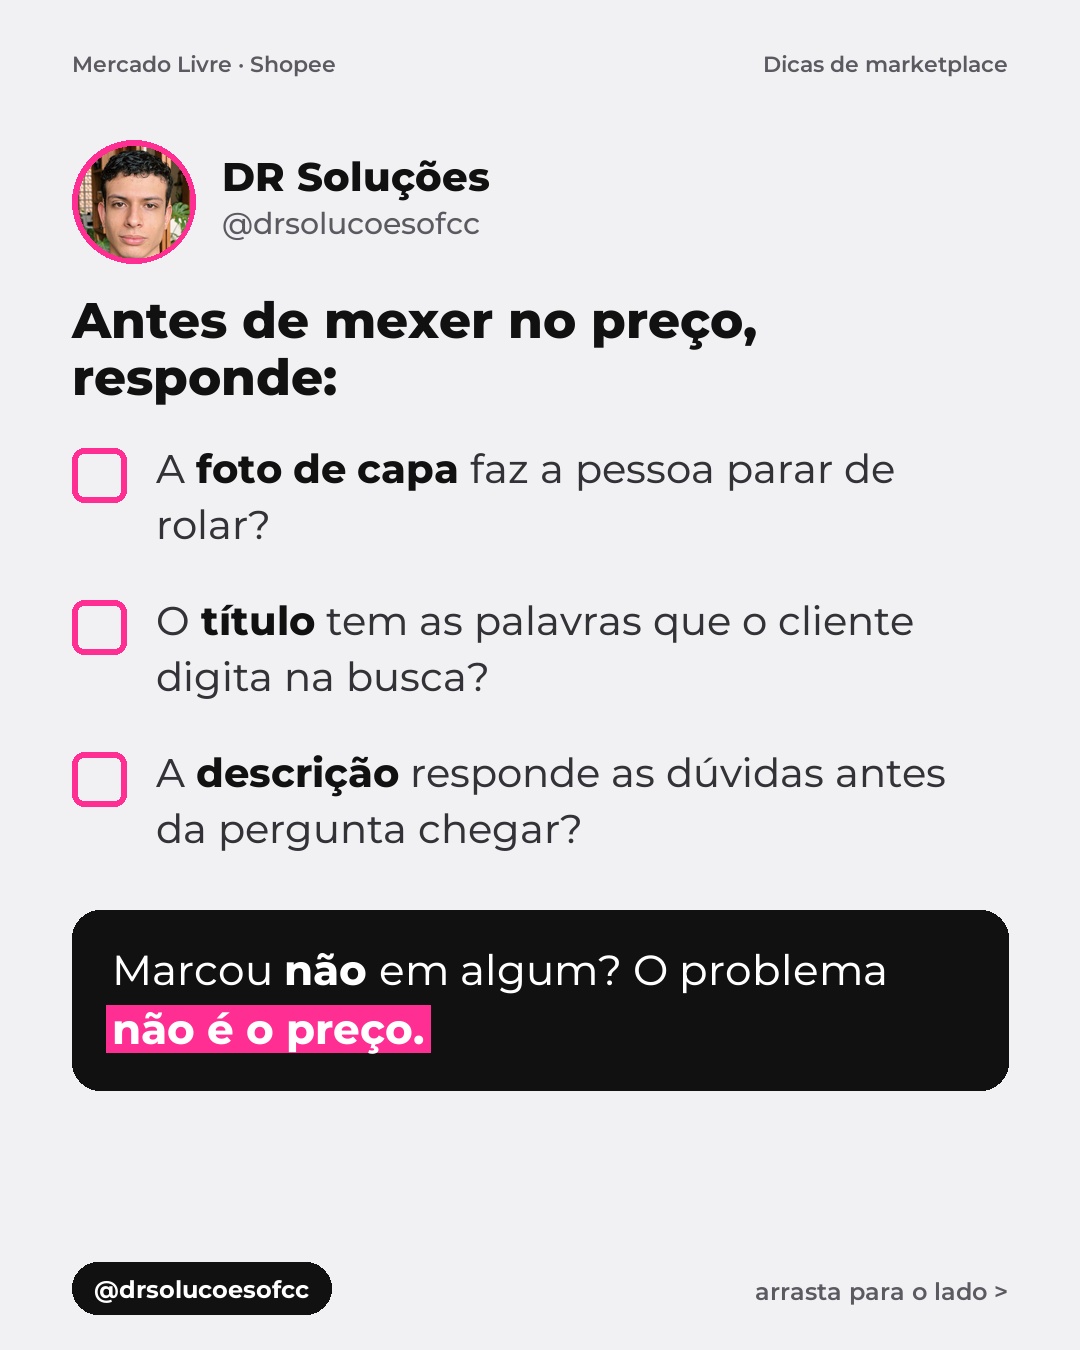 Mercado Livre · Shopee
Dicas de marketplace
DR Soluções
@drsolucoesofcc
Antes de mexer no preço,
responde:
A foto de capa faz a pessoa parar de
rolar?
O título tem as palavras que o cliente
digita na busca?
A descrição responde as dúvidas antes
da pergunta chegar?
Marcou não em algum? O problema
não é o preço.
@drsolucoesofcc
arrasta para o lado >